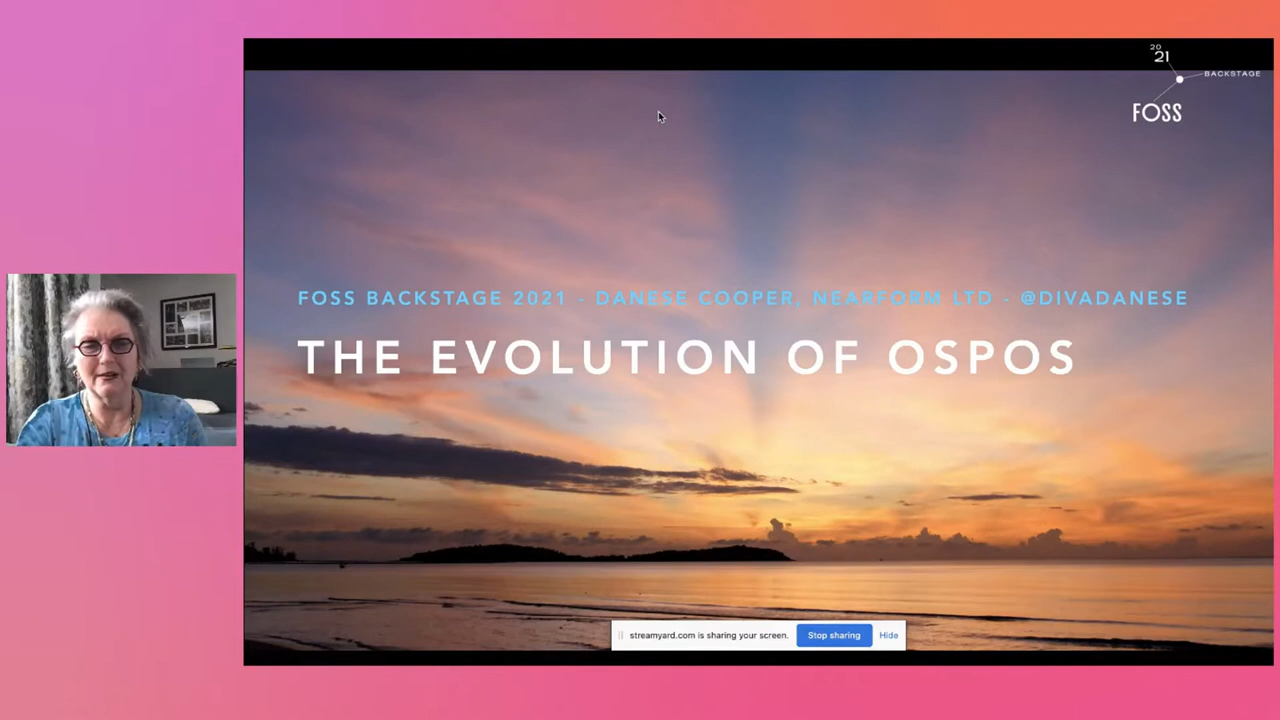 20
21
BACKSTAGE
FOSS
FOSS BACKSTAGE 2021 - DANESE COOPER, NEARFORM LTD - @DIVADANESE
THE EVOLUTION OF OSPOS
streamyard.com is sharing your screen. Stop sharing Hide